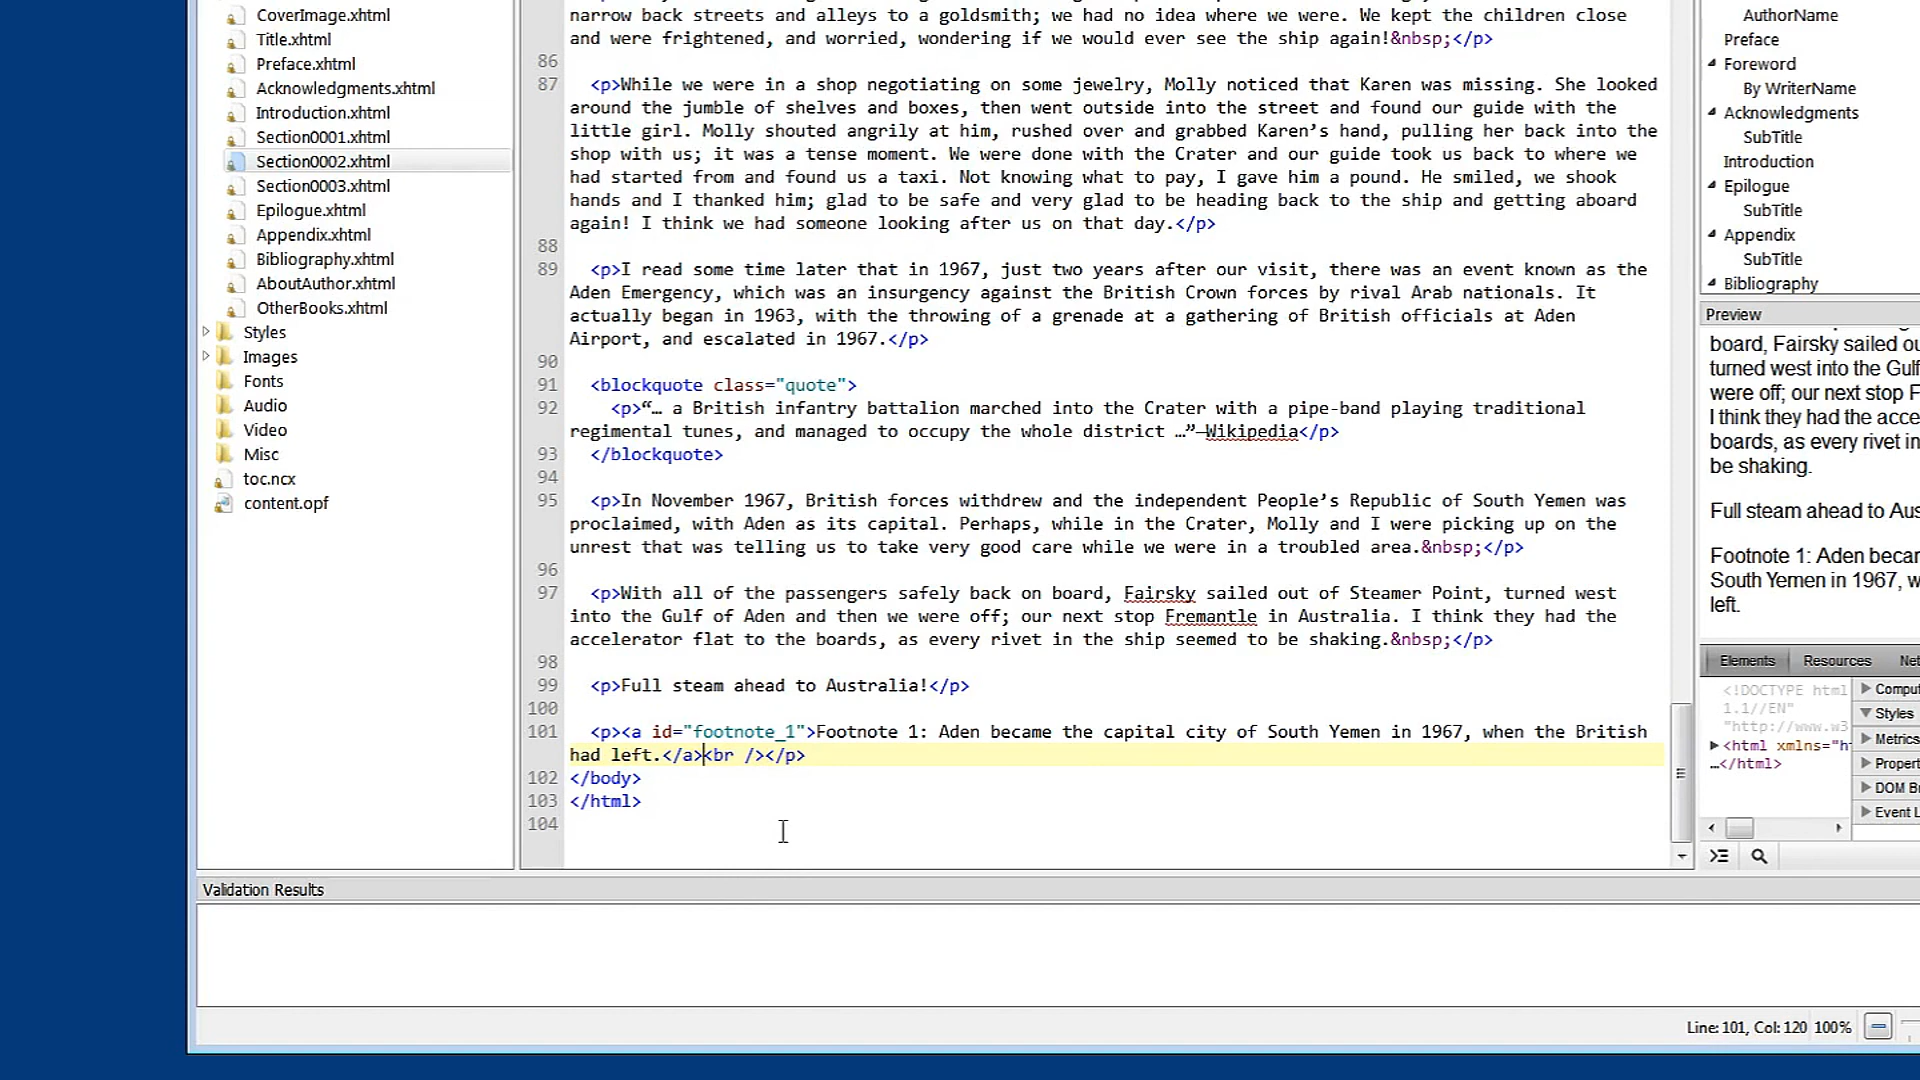 CoverImage.xhtml
Title.xhtml
Preface.xhtml
Acknowledgments.xhtml
Introduction.xhtml
Section0001.xhtml
Section0002.xhtml
Section0003.xhtml
Epilogue.xhtml
Appendix.xhtml
Bibliography.xhtml
AboutAuthor.xhtml
OtherBooks.xhtml
Styles
Images
Fonts
Audio
Video
Misc
toc.ncx
content.opf
narrow back streets and alleys to a goldsmith; we had no idea where we were. We kept the children close
and were frightened, and worried, wondering if we would ever see the ship again!&nbsp;</p>
86
87 <p>While we were in a shop negotiating on some jewelry, Molly noticed that Karen was missing. She looked
around the jumble of shelves and boxes, then went outside into the street and found our guide with the
little girl. Molly shouted angrily at him, rushed over and grabbed Karen’s hand, pulling her back into the
shop with us; it was a tense moment. We were done with the Crater and our guide took us back to where we
had started from and found us a taxi. Not knowing what to pay, I gave him a pound. He smiled, we shook
hands and I thanked him; glad to be safe and very glad to be heading back to the ship and getting aboard
again! I think we had someone looking after us on that day.</p>
88
89 <p>I read some time later that in 1967, just two years after our visit, there was an event known as the
Aden Emergency, which was an insurgency against the British Crown forces by rival Arab nationals. It
actually began in 1963, with the throwing of a grenade at a gathering of British officials at Aden
Airport, and escalated in 1967.</p>
90
91 <blockquote class="quote">
92 <p>“… a British infantry battalion marched into the Crater with a pipe-band playing traditional
regimental tunes, and managed to occupy the whole district …”—Wikipedia</p>
93 </blockquote>
94
95 <p>In November 1967, British forces withdrew and the independent People’s Republic of South Yemen was
proclaimed, with Aden as its capital. Perhaps, while in the Crater, Molly and I were picking up on the
unrest that was telling us to take very good care while we were in a troubled area.&nbsp;</p>
96
97 <p>With all of the passengers safely back on board, Fairsky sailed out of Steamer Point, turned west
into the Gulf of Aden and then we were off; our next stop Fremantle in Australia. I think they had the
accelerator flat to the boards, as every rivet in the ship seemed to be shaking.&nbsp;</p>
98
99 <p>Full steam ahead to Australia!</p>
100
101 <p><a id="footnote_1">Footnote 1: Aden became the capital city of South Yemen in 1967, when the British
had left.</a><br /></p>
102 </body>
103 </html>
104
AuthorName
Preface
Foreword
By WriterName
Acknowledgments
SubTitle
Introduction
Epilogue
SubTitle
Appendix
SubTitle
Bibliography
Preview
board, Fairsky sailed ou
turned west into the Gulf
were off; our next stop F
I think they had the acce
boards, as every rivet in
be shaking.
Full steam ahead to Aus
Footnote 1: Aden becar
South Yemen in 1967, w
left.
Elements Resources Net
<!DOCTYPE html
1.1//EN"
"http://www.w3
<html xmlns="h
…</html>
Compu
Styles
Metrics
Propert
DOM Br
Event L
Validation Results
Line: 101, Col: 120 100%